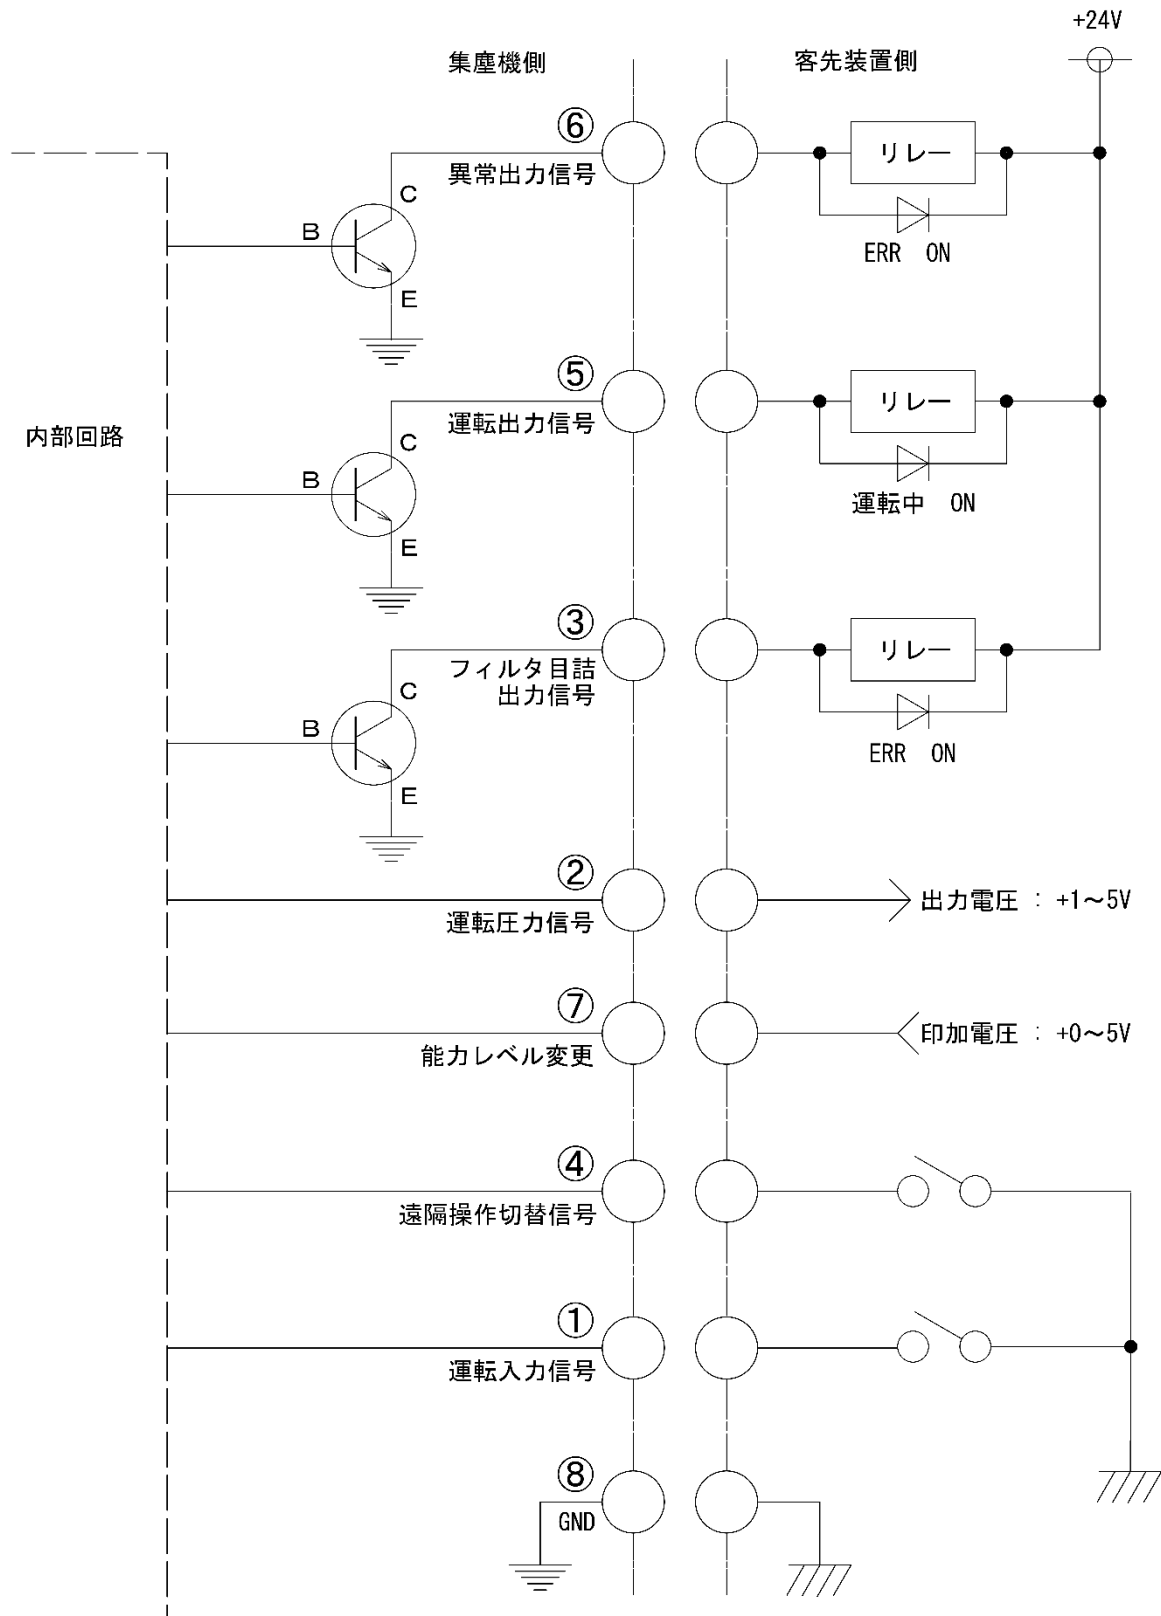 +24V
集塵機側
客先装置側
⑥
異常出力信号
リレー
C
B
E
ERR ON
⑤
運転出力信号
リレー
内部回路
C
B
E
運転中 ON
③
フィルタ目詰
出力信号
リレー
C
B
E
ERR ON
②
運転圧力信号
出力電圧 : +1～5V
⑦
能力レベル変更
印加電圧 : +0～5V
④
遠隔操作切替信号
①
運転入力信号
⑧
GND